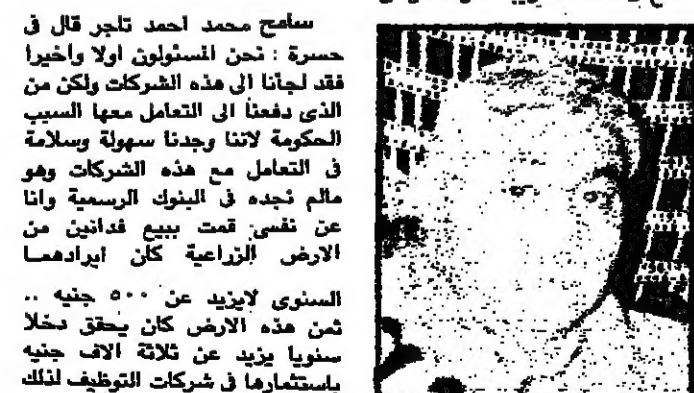 سامح محمد احمد تاجر قال فى
حسرة : نحن المسئولون اولا واخيرا
فقد لجأنا الى هذه الشركات ولكن من
الذى دفعنا الى التعامل معها السبب
الحكومة لاننا وجدنا سهولة وسلامة
فى التعامل مع هذه الشركات وهو
مالم نجده فى البنوك الرسمية وانا
عن نفسى قمت ببيع فدانين من
الارض الزراعية كان ايرادهما
السنوى لايزيد عن ٥٠٠ جنيه ..
ثمن هذه الارض كان يحقق دخلا
سنويا يزيد عن ثلاثة الاف جنيه
باستثمارها فى شركات التوظيف لذلك